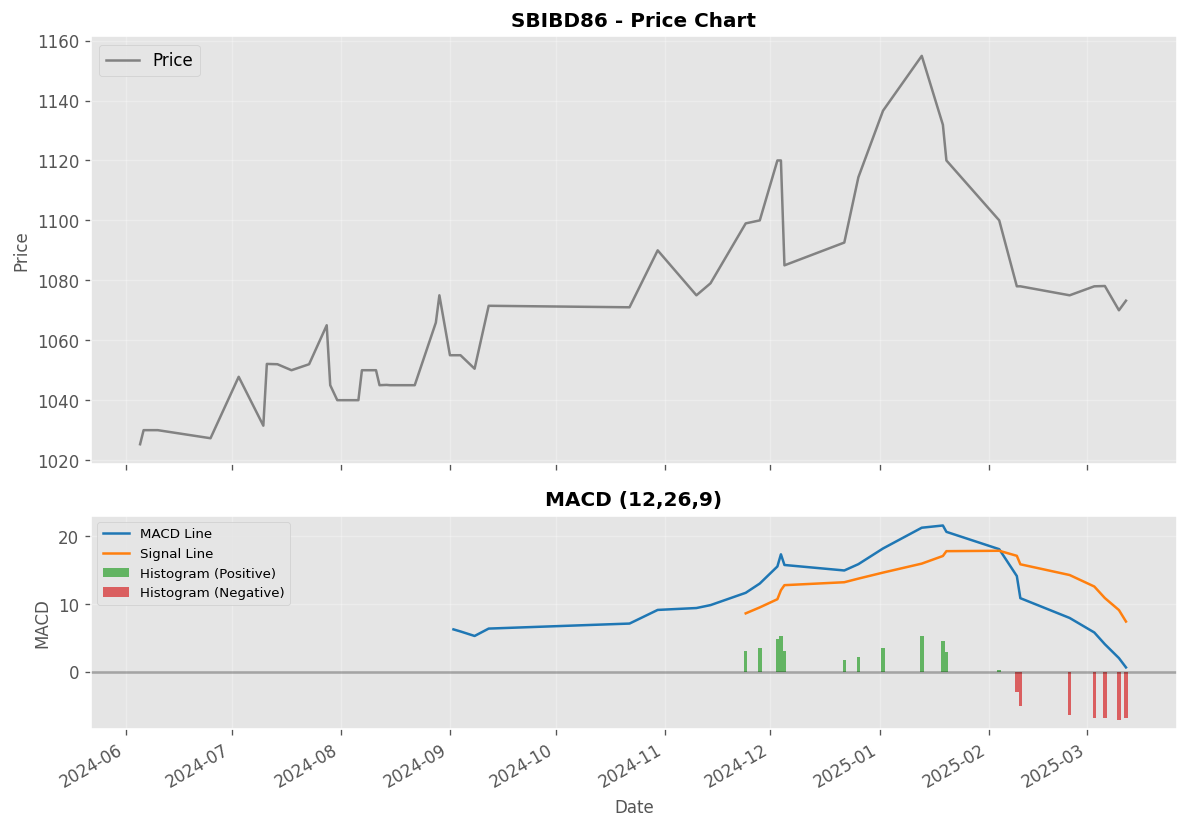 SBIBD86 - Price Chart
Price
1160
1140
1120
1100
1080
1060
1040
1020
Price
MACD (12,26,9)
MACD Line
Signal Line
Histogram (Positive)
Histogram (Negative)
20
10
0
MACD
2024-06
2024-07
2024-08
2024-09
2024-10
2024-11
2024-12
2025-01
2025-02
2025-03
Date